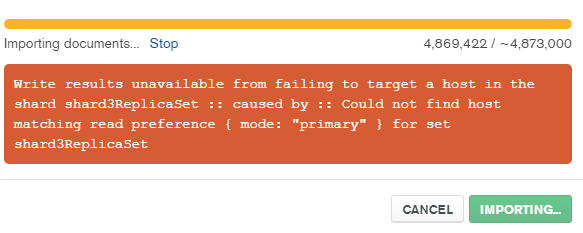 Importing documents... Stop 4,869,422 / ~4,873,000
Write results unavailable from failing to target a host in the
shard shard3ReplicaSet :: caused by :: Could not find host
matching read preference { mode: "primary" } for set
shard3ReplicaSet
CANCEL IMPORTING...